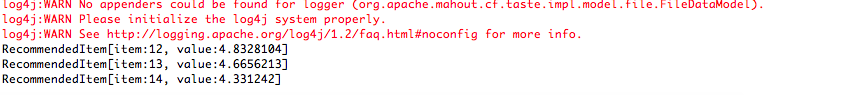 log4j:WARN No appenders could be found for logger (org.apache.mahout.cf.taste.impl.model.file.FileDataModel).
log4j:WARN Please initialize the log4j system properly.
log4j:WARN See http://logging.apache.org/log4j/1.2/faq.html#noconfig for more info.
RecommendedItem[item:12, value:4.8328104]
RecommendedItem[item:13, value:4.6656213]
RecommendedItem[item:14, value:4.331242]